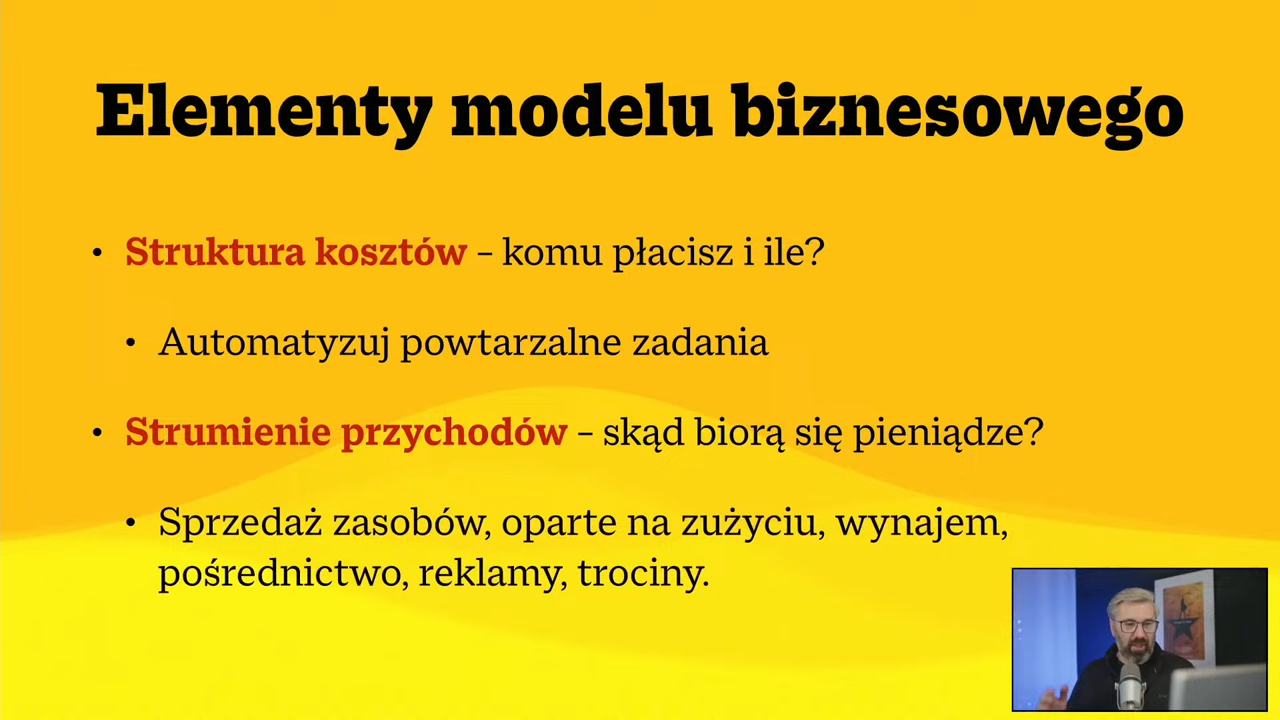 Elementy modelu biznesowego
• Struktura kosztów – komu płacisz i ile?
• Automatyzuj powtarzalne zadania
• Strumienie przychodów – skąd biorą się pieniądze?
• Sprzedaż zasobów, oparte na zużyciu, wynajem,
pośrednictwo, reklamy, trociny.